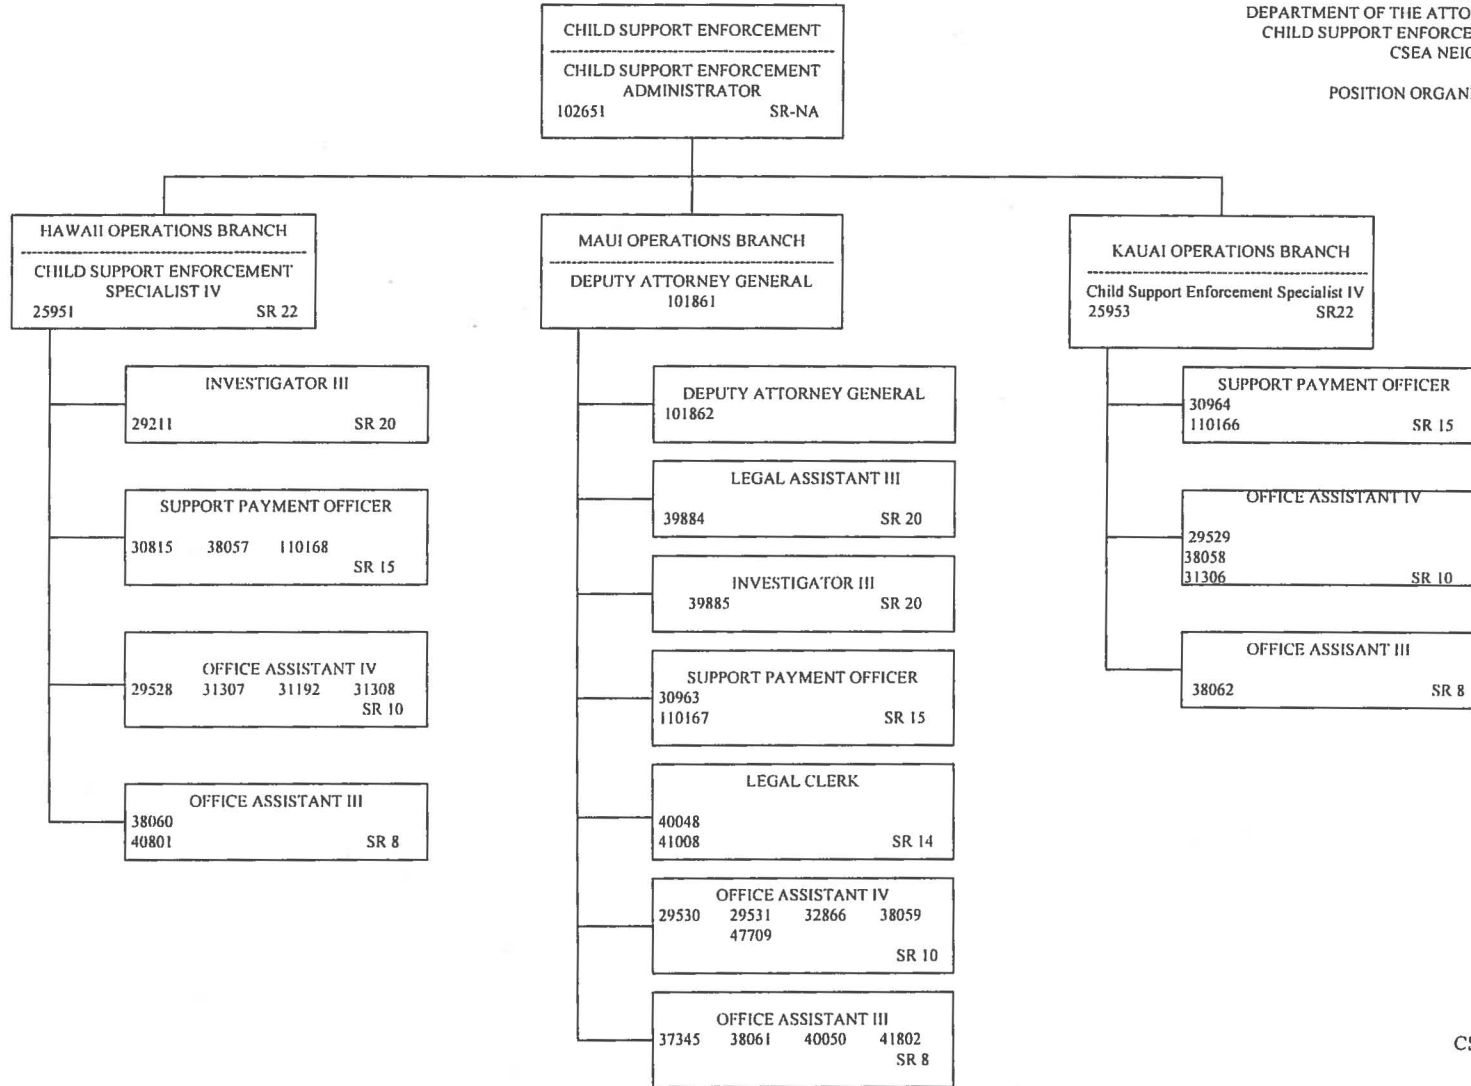 DEPARTMENT OF THE ATTO
CHILD SUPPORT ENFORCE
CSEA NEIG
POSITION ORGANI
CHILD SUPPORT ENFORCEMENT
CHILD SUPPORT ENFORCEMENT
ADMINISTRATOR
102651 SR-NA
HAWAII OPERATIONS BRANCH
CHILD SUPPORT ENFORCEMENT
SPECIALIST IV
25951 SR 22
INVESTIGATOR III
29211 SR 20
SUPPORT PAYMENT OFFICER
30815 38057 110168
SR 15
OFFICE ASSISTANT IV
29528 31307 31192 31308
SR 10
OFFICE ASSISTANT III
38060
40801 SR 8
MAUI OPERATIONS BRANCH
DEPUTY ATTORNEY GENERAL
101861
DEPUTY ATTORNEY GENERAL
101862
LEGAL ASSISTANT III
39884 SR 20
INVESTIGATOR III
39885 SR 20
SUPPORT PAYMENT OFFICER
30963
110167 SR 15
LEGAL CLERK
40048
41008 SR 14
OFFICE ASSISTANT IV
29530 29531 32866 38059
47709
SR 10
OFFICE ASSISTANT III
37345 38061 40050 41802
SR 8
KAUAI OPERATIONS BRANCH
Child Support Enforcement Specialist IV
25953 SR22
SUPPORT PAYMENT OFFICER
30964
110166 SR 15
OFFICE ASSISTANT IV
29529
38058
31306 SR 10
OFFICE ASSISANT III
38062 SR 8
CS